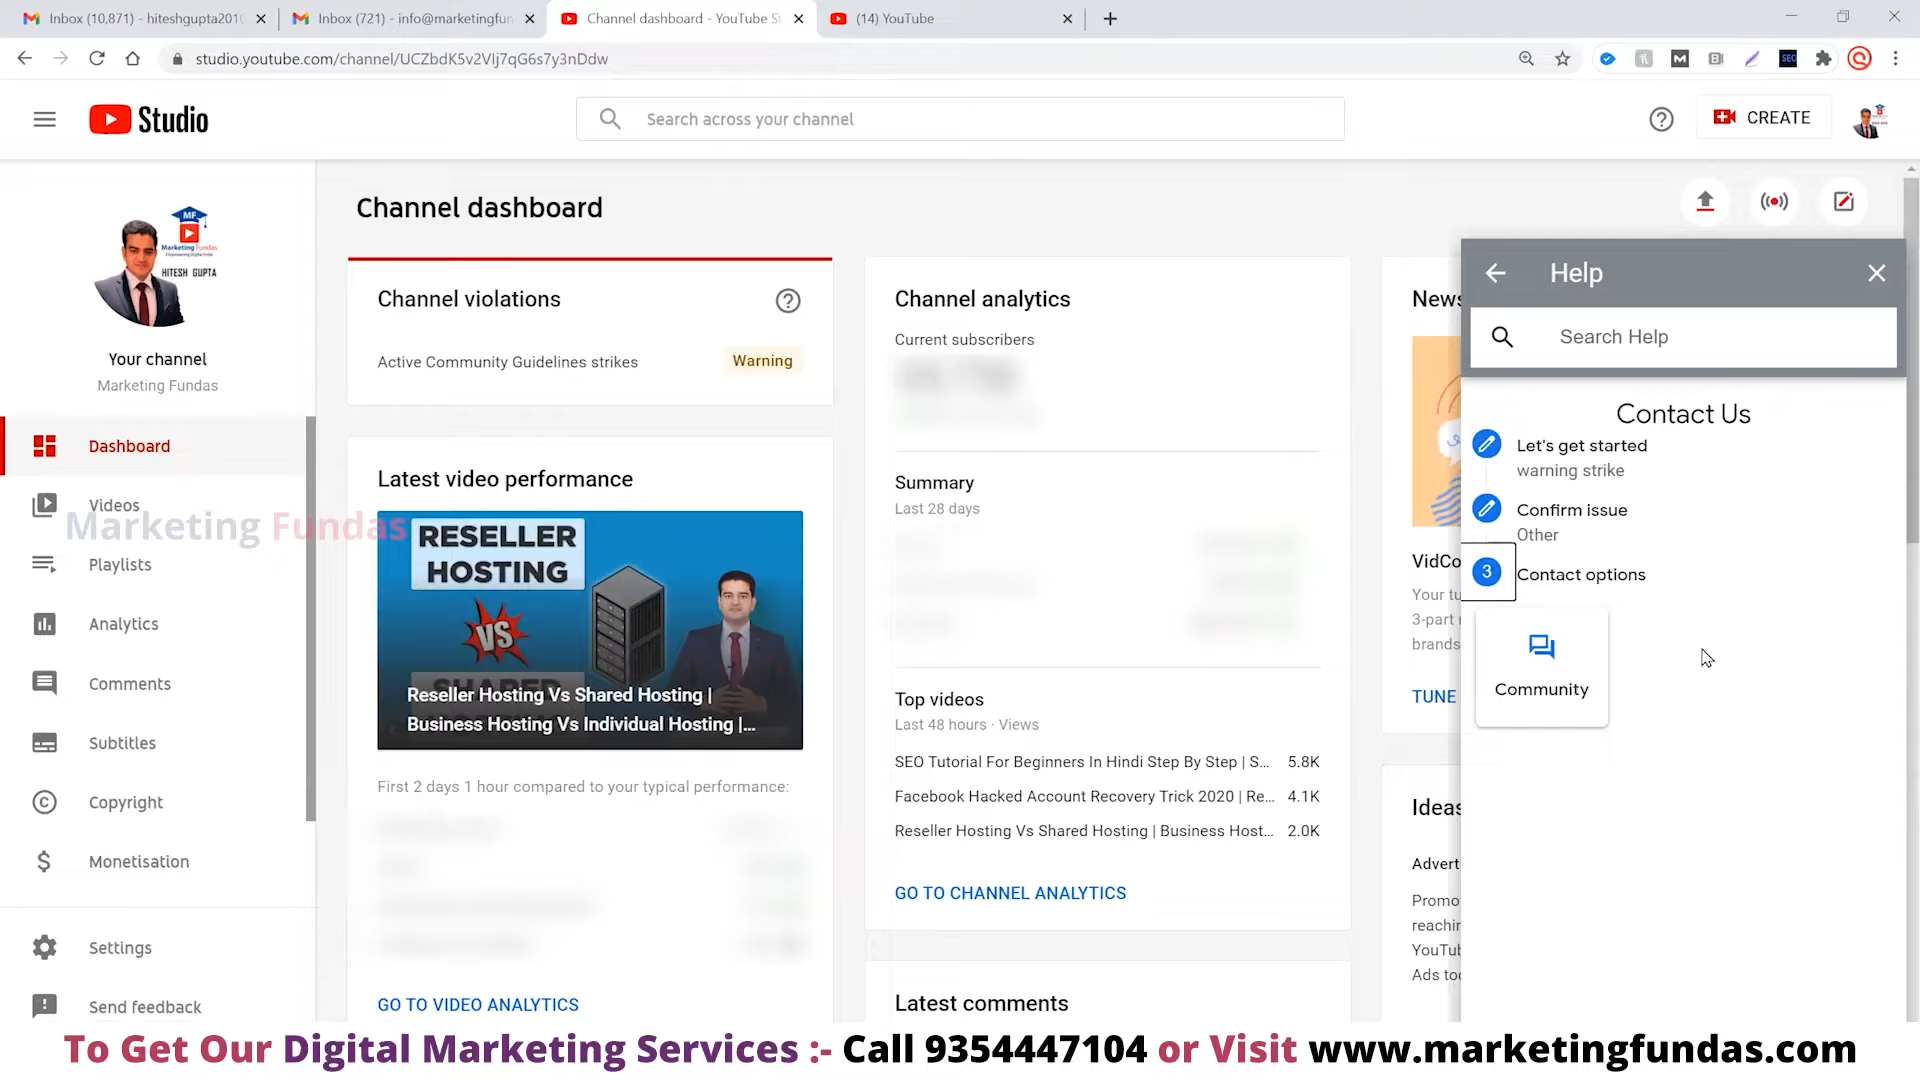 Inbox (10,871) - hiteshgupta2010
Inbox (721) - info@marketingfun
Channel dashboard - YouTube St
(14) YouTube
studio.youtube.com/channel/UCZbdK5v2VIj7qG6s7y3nDdw
Studio
Search across your channel
CREATE
MF
Marketing Fundas
HITESH GUPTA
Your channel
Marketing Fundas
Dashboard
Videos
Marketing Fundas
Playlists
Analytics
Comments
Subtitles
Copyright
Monetisation
Settings
Send feedback
Channel dashboard
Channel violations
Active Community Guidelines strikes
Warning
Latest video performance
RESELLER
HOSTING
VS
SHARED
Reseller Hosting Vs Shared Hosting |
Business Hosting Vs Individual Hosting |...
First 2 days 1 hour compared to your typical performance:
GO TO VIDEO ANALYTICS
Channel analytics
Current subscribers
Summary
Last 28 days
Top videos
Last 48 hours · Views
SEO Tutorial For Beginners In Hindi Step By Step | S... 5.8K
Facebook Hacked Account Recovery Trick 2020 | Re... 4.1K
Reseller Hosting Vs Shared Hosting | Business Host... 2.0K
GO TO CHANNEL ANALYTICS
Latest comments
News
VidCo
Your tu
3-part
brands
TUNE
Ideas
Advert
Promo
reachin
YouTub
Ads too
Help
Search Help
Contact Us
Let's get started
warning strike
Confirm issue
Other
3
Contact options
Community
To Get Our Digital Marketing Services :- Call 9354447104 or Visit www.marketingfundas.com